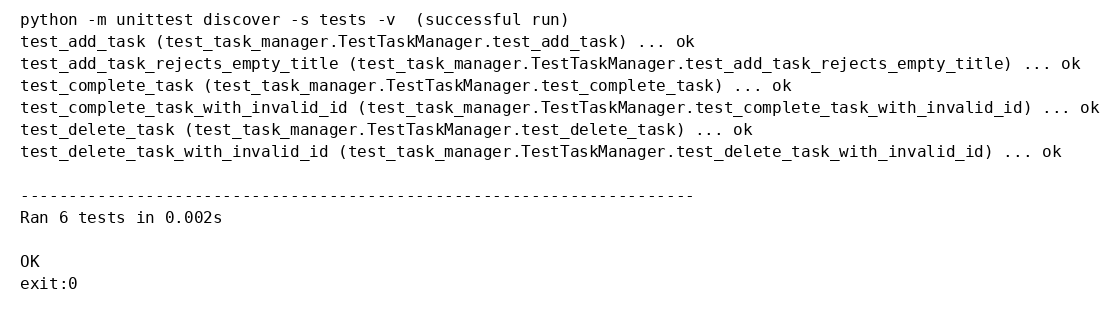 python -m unittest discover -s tests -v  (successful run)
test_add_task (test_task_manager.TestTaskManager.test_add_task) ... ok
test_add_task_rejects_empty_title (test_task_manager.TestTaskManager.test_add_task_rejects_empty_title) ... ok
test_complete_task (test_task_manager.TestTaskManager.test_complete_task) ... ok
test_complete_task_with_invalid_id (test_task_manager.TestTaskManager.test_complete_task_with_invalid_id) ... ok
test_delete_task (test_task_manager.TestTaskManager.test_delete_task) ... ok
test_delete_task_with_invalid_id (test_task_manager.TestTaskManager.test_delete_task_with_invalid_id) ... ok

----------------------------------------------------------------------
Ran 6 tests in 0.002s

OK
exit:0